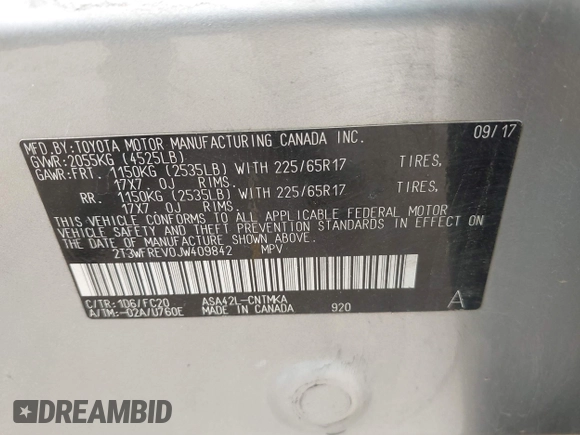 MFD.BY:TOYOTA MOTOR MANUFACTURING CANADA INC. 09/17
GVWR:2055KG (4525LB)
GAWR:FRT. 1150KG (2535LB) WITH 225/65R17 TIRES,
17X7.0J RIMS.
RR. 1150KG (2535LB) WITH 225/65R17 TIRES,
17X7.0J RIMS.
THIS VEHICLE CONFORMS TO ALL APPLICABLE FEDERAL MOTOR
VEHICLE SAFETY AND THEFT PREVENTION STANDARDS IN EFFECT ON
THE DATE OF MANUFACTURE SHOWN ABOVE.
2T3WFREV0JW409842 MPV
C/TR:1D6/FC20 ASA42L-CNTMKA A
A/TM:-02A/U760E MADE IN CANADA 920
DREAMBID